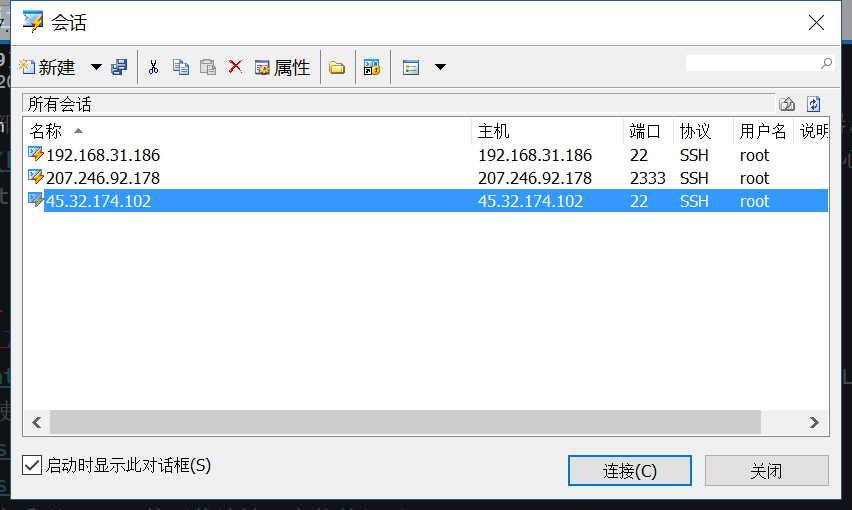 会话
新建 属性
所有会话
名称 主机 端口 协议 用户名 说明
192.168.31.186 192.168.31.186 22 SSH root
207.246.92.178 207.246.92.178 2333 SSH root
45.32.174.102 45.32.174.102 22 SSH root
启动时显示此对话框(S) 连接(C) 关闭